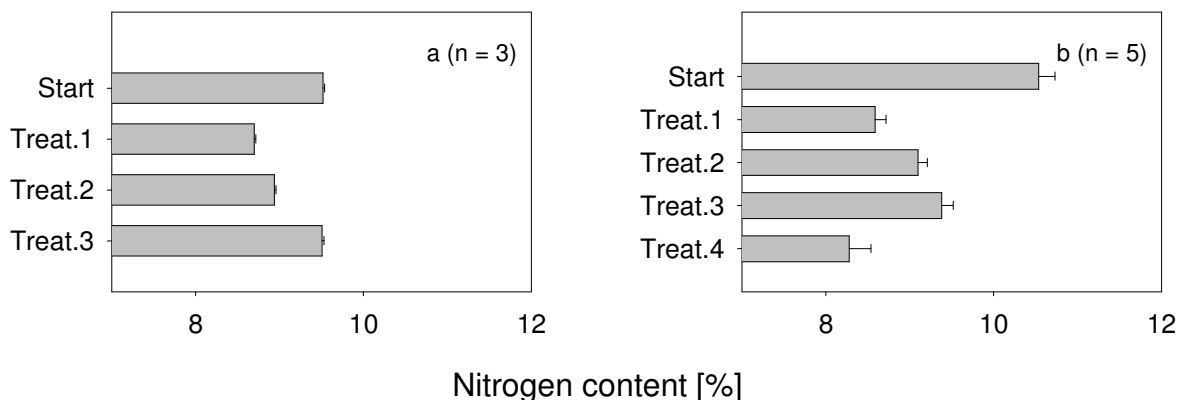 a (n = 3)
Start
Treat.1
Treat.2
Treat.3
8 10 12
b (n = 5)
Start
Treat.1
Treat.2
Treat.3
Treat.4
8 10 12
Nitrogen content [%]